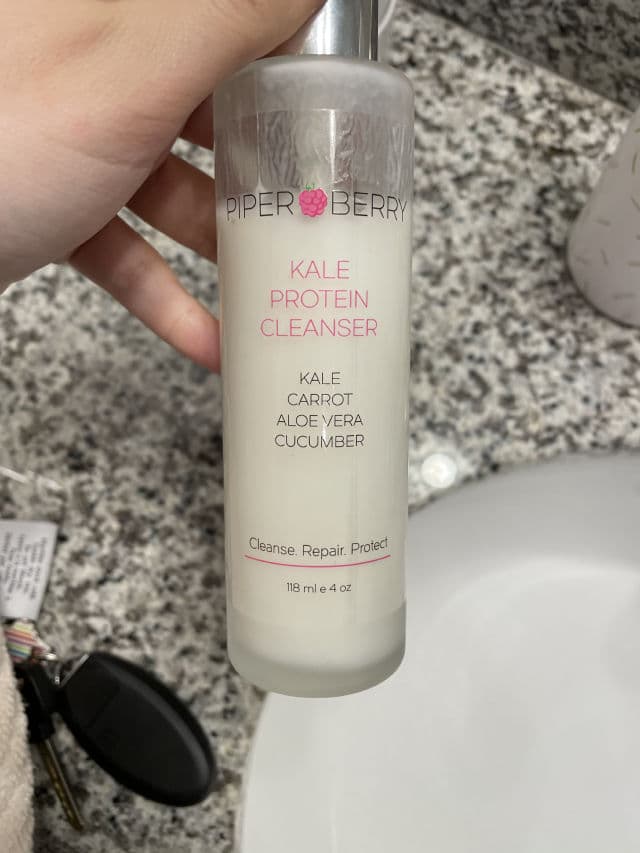 PIPER BERRY
KALE
PROTEIN
CLEANSER
KALE
CARROT
ALOE VERA
CUCUMBER
Cleanse. Repair. Protect
118 ml e 4 oz